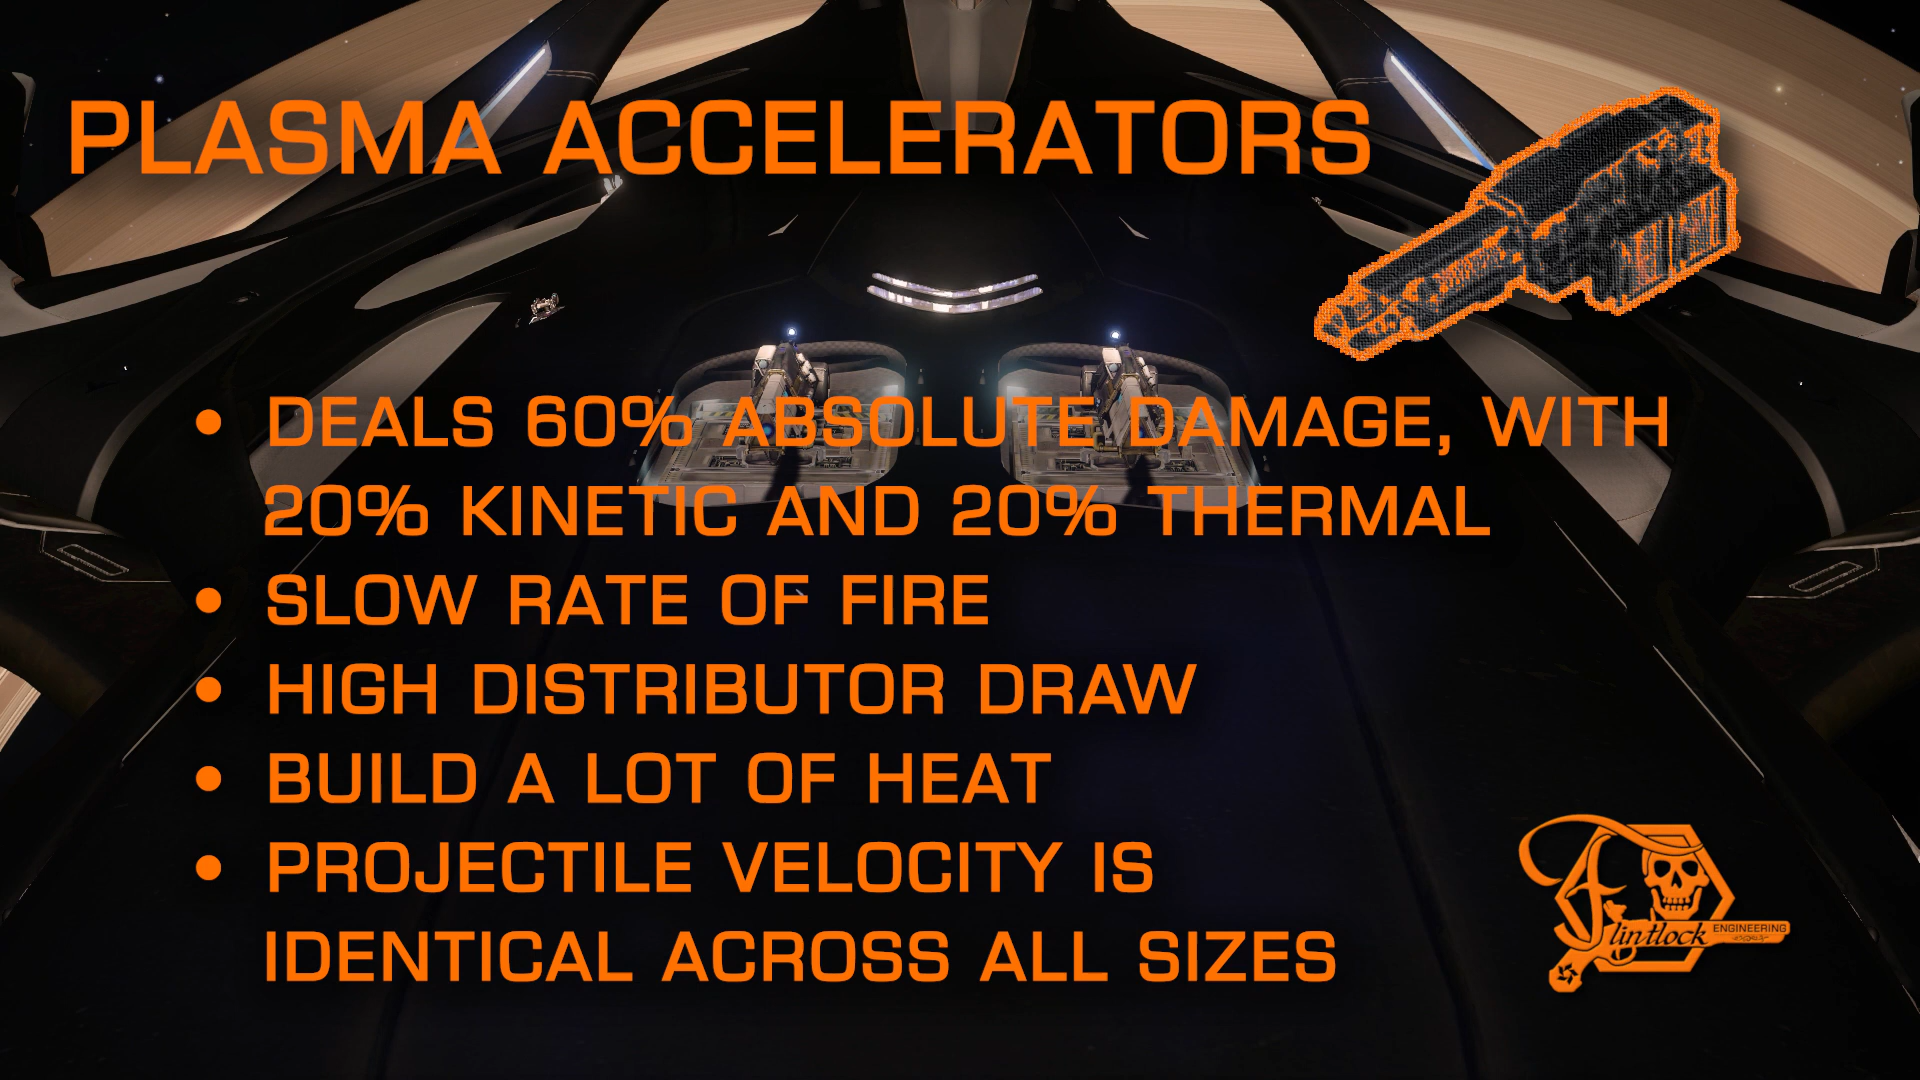 PLASMA ACCELERATORS
• DEALS 60% ABSOLUTE DAMAGE, WITH
20% KINETIC AND 20% THERMAL
• SLOW RATE OF FIRE
• HIGH DISTRIBUTOR DRAW
• BUILD A LOT OF HEAT
• PROJECTILE VELOCITY IS
IDENTICAL ACROSS ALL SIZES
Flintlock ENGINEERING